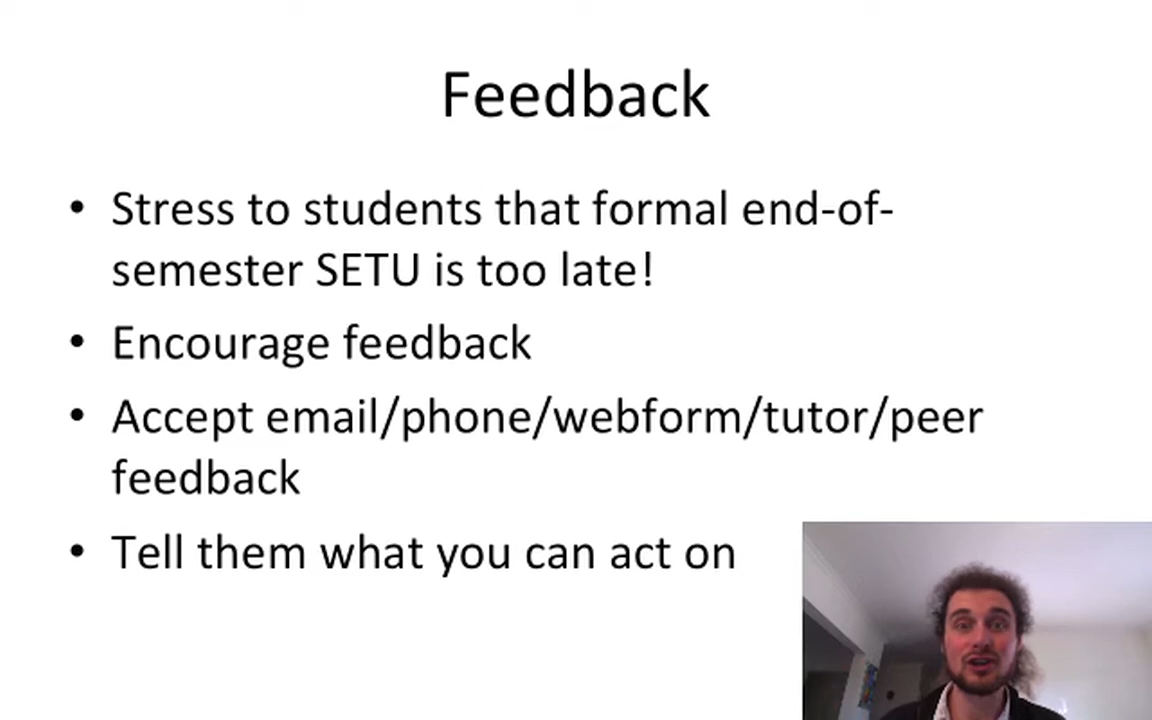 Feedback
• Stress to students that formal end-of-
semester SETU is too late!
• Encourage feedback
• Accept email/phone/webform/tutor/peer
feedback
• Tell them what you can act on